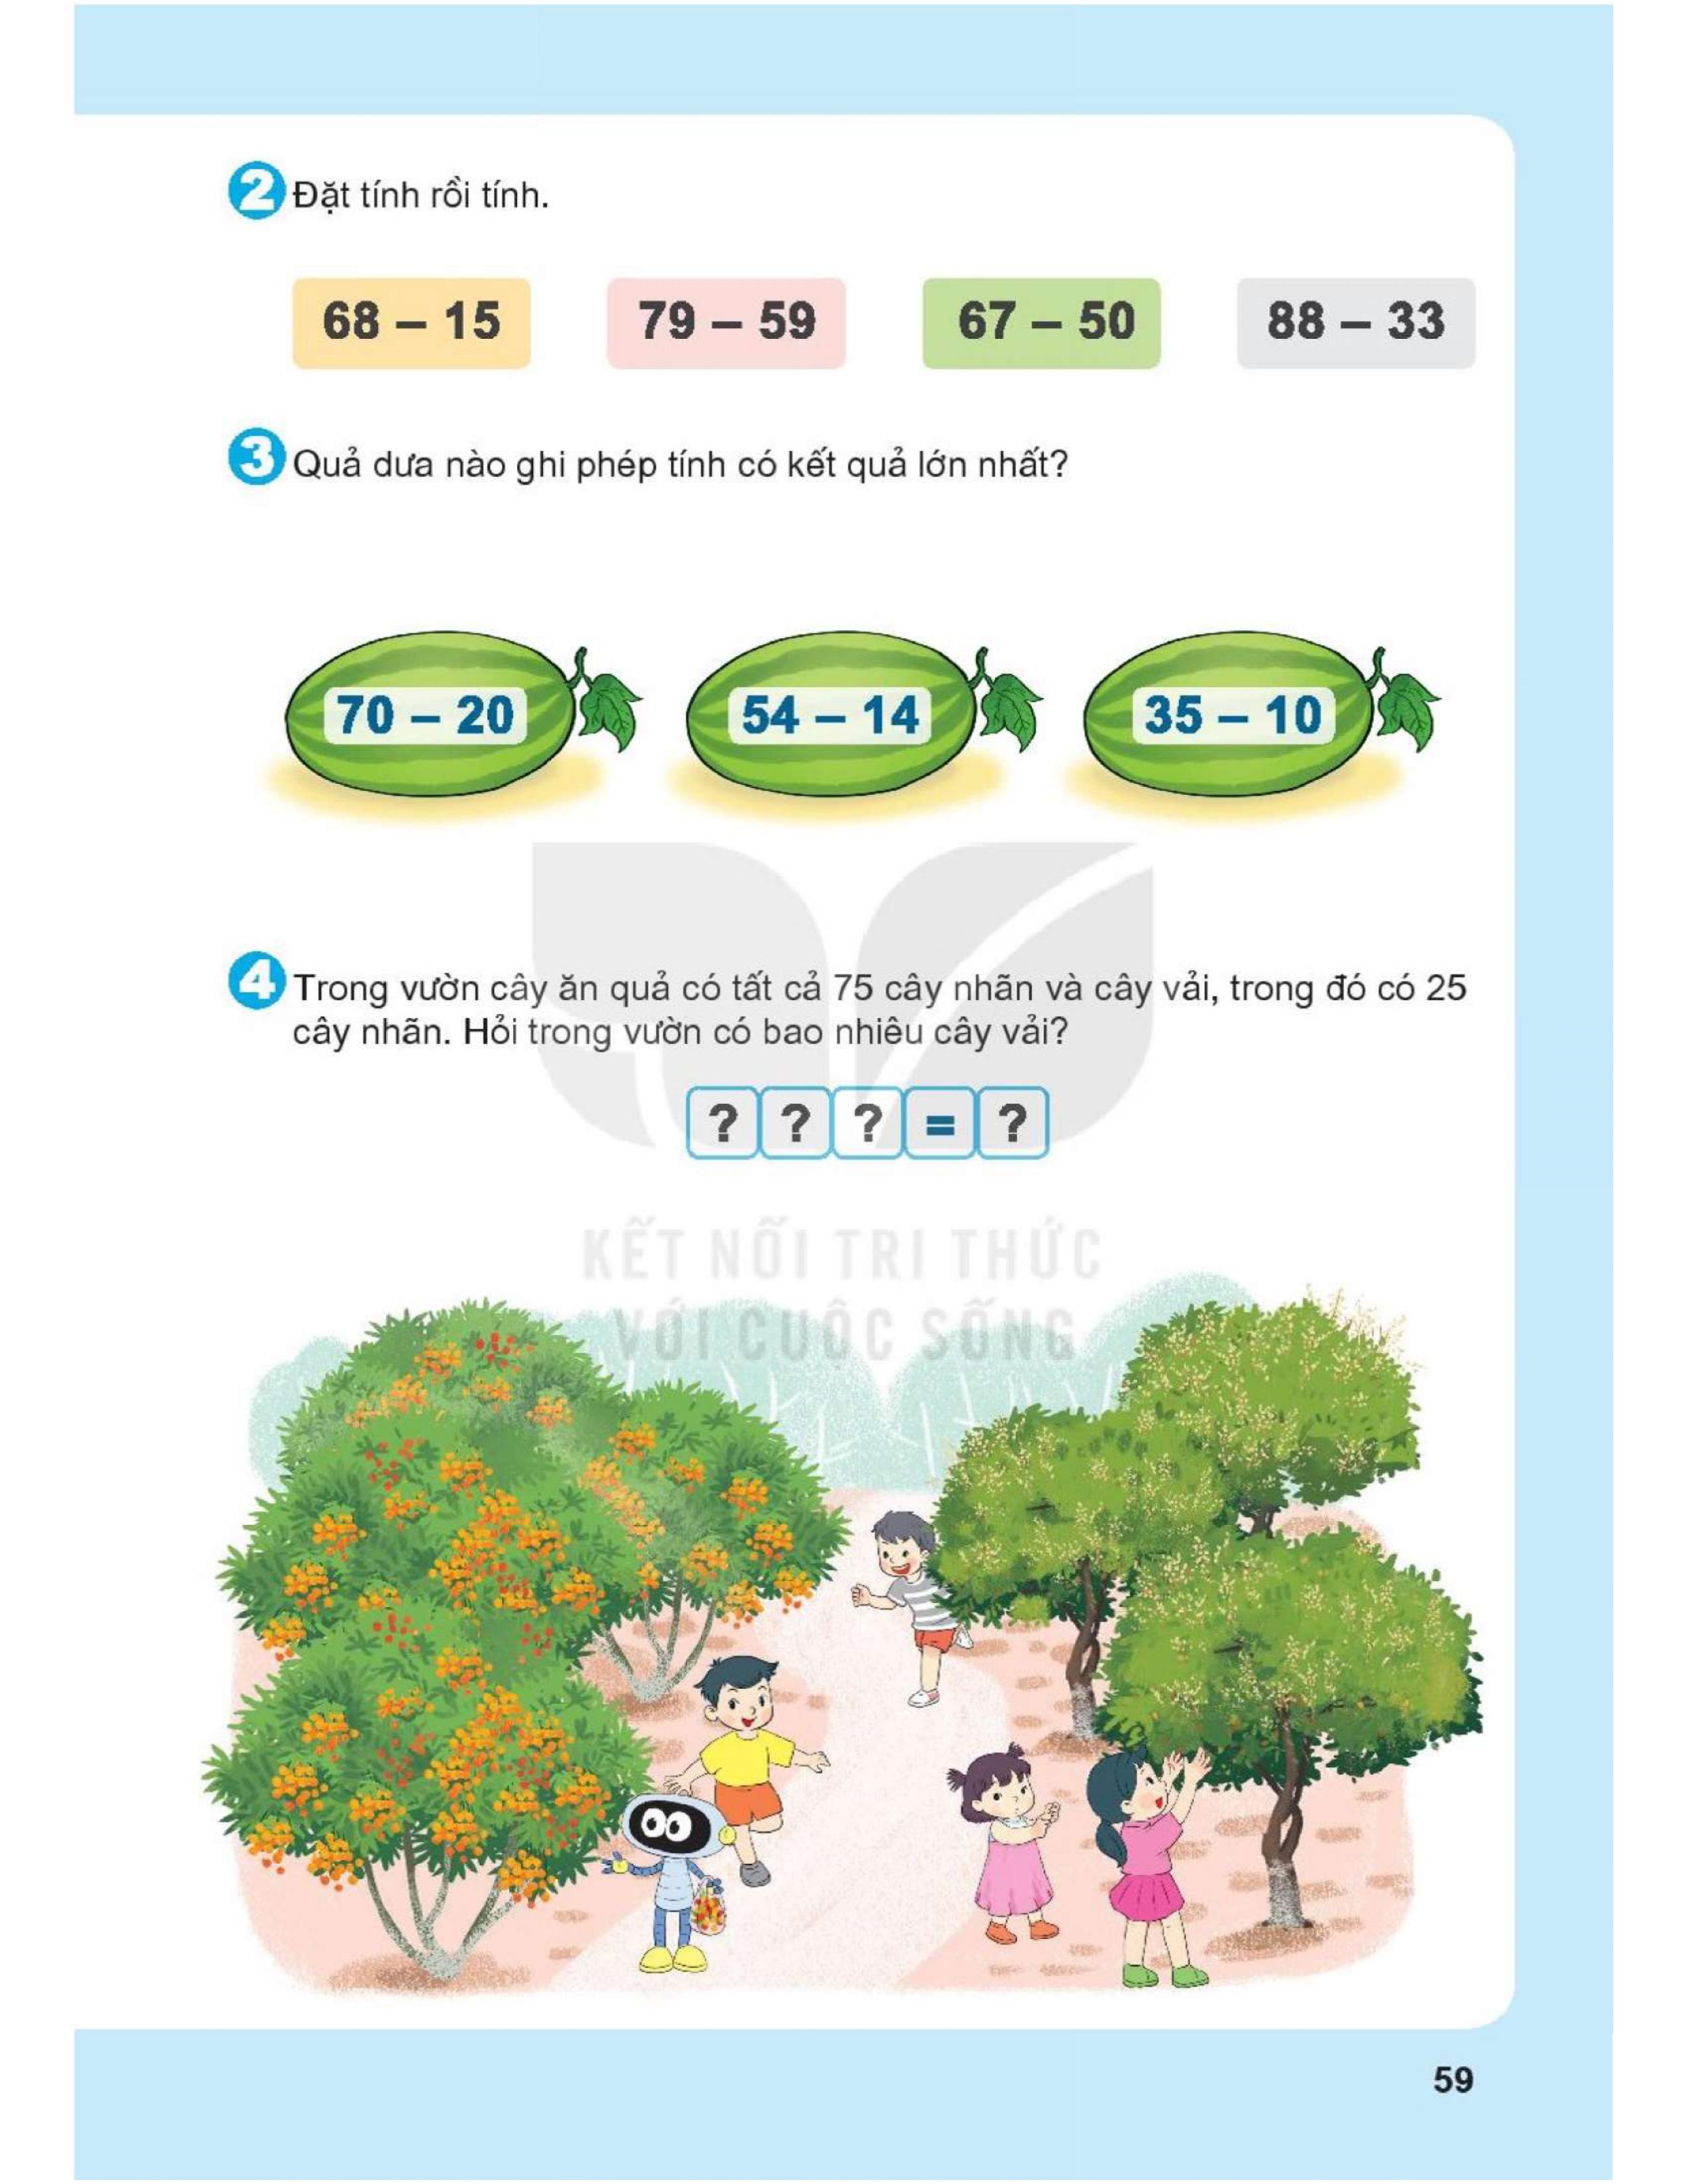 2 Đặt tính rồi tính.
68 – 15 79 – 59 67 – 50 88 – 33
3 Quả dưa nào ghi phép tính có kết quả lớn nhất?
70 – 20 54 – 14 35 – 10
4 Trong vườn cây ăn quả có tất cả 75 cây nhãn và cây vải, trong đó có 25
cây nhãn. Hỏi trong vườn có bao nhiêu cây vải?
? ? ? = ?
KẾT NỐI TRI THỨC
VỚI CUỘC SỐNG
59